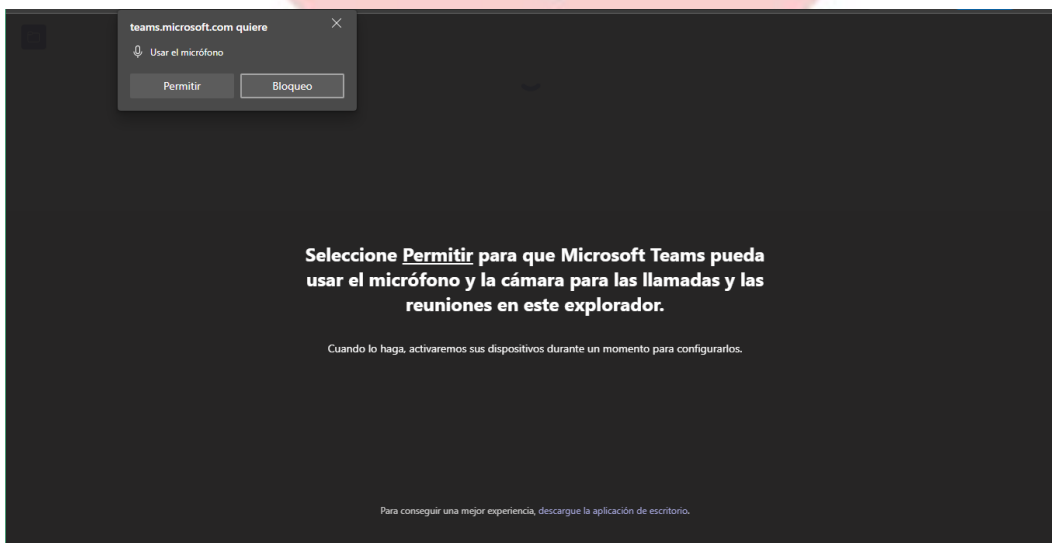 teams.microsoft.com quiere
Usar el micrófono
Permitir Bloqueo
Seleccione Permitir para que Microsoft Teams pueda
usar el micrófono y la cámara para las llamadas y las
reuniones en este explorador.
Cuando lo haga, activaremos sus dispositivos durante un momento para configurarlos.
Para conseguir una mejor experiencia, descargue la aplicación de escritorio.